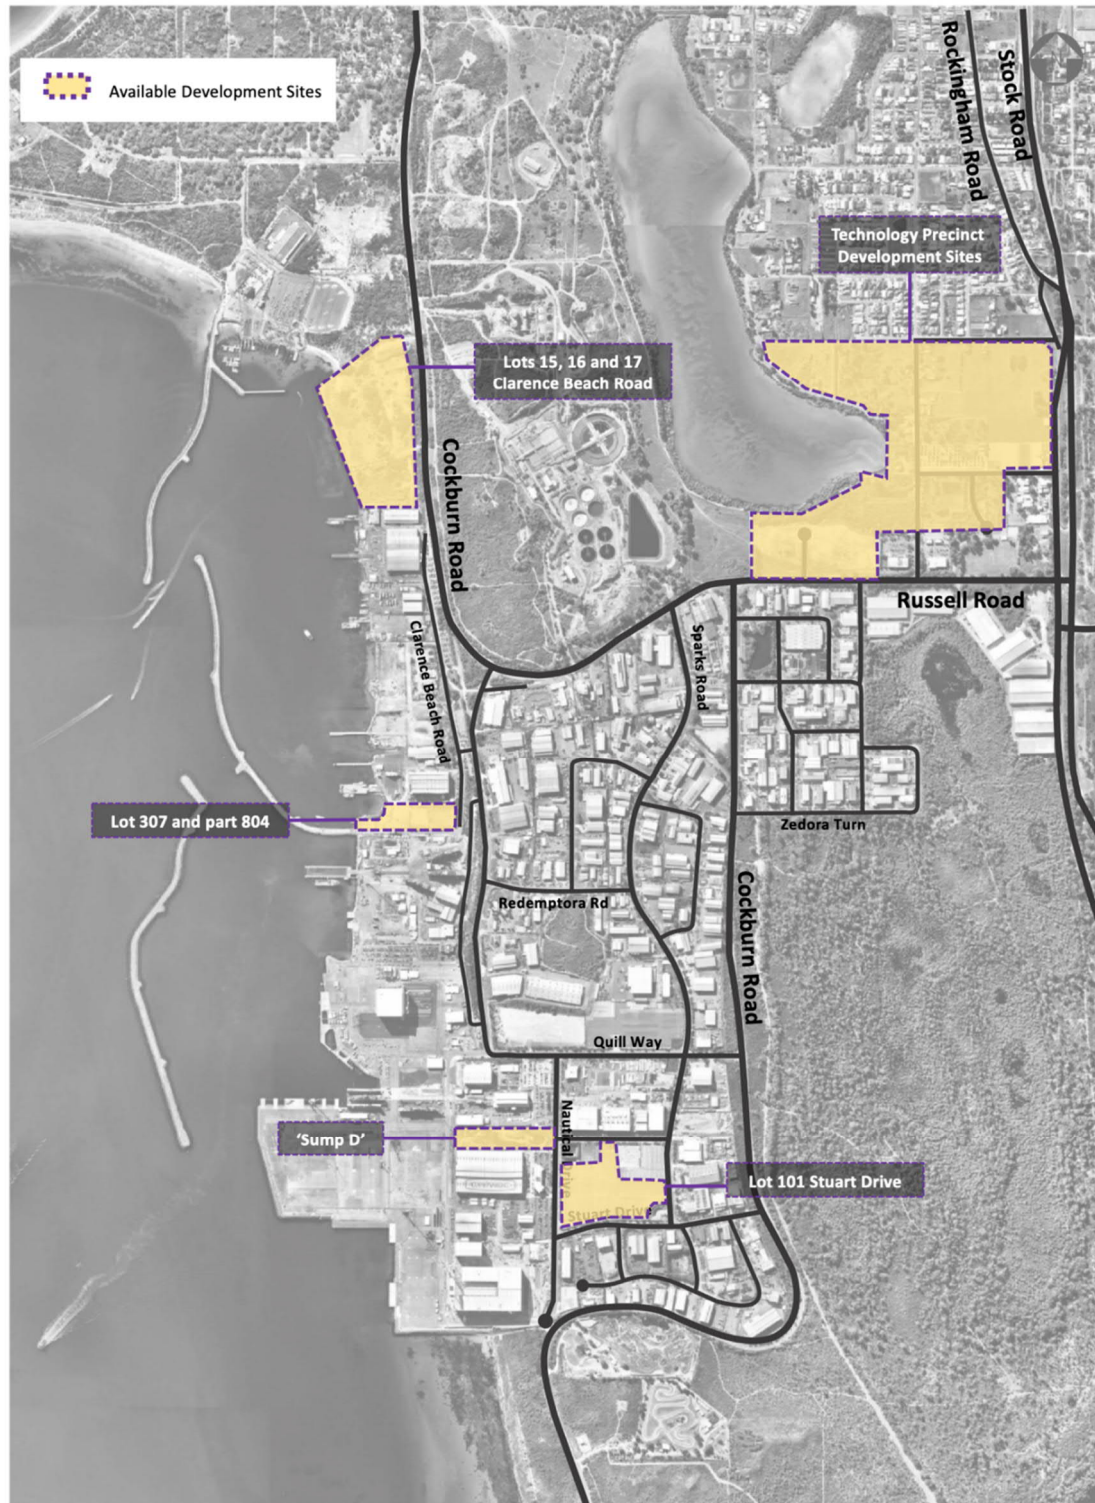 Available Development Sites
Rockingham Road
Stock Road
Technology Precinct
Development Sites
Lots 15, 16 and 17
Clarence Beach Road
Cockburn Road
Russell Road
Clarence Beach Road
Sparks Road
Lot 307 and part 804
Zedora Turn
Redemptora Rd
Cockburn Road
Quill Way
Nautical Drive
'Sump D'
Lot 101 Stuart Drive
Stuart Drive